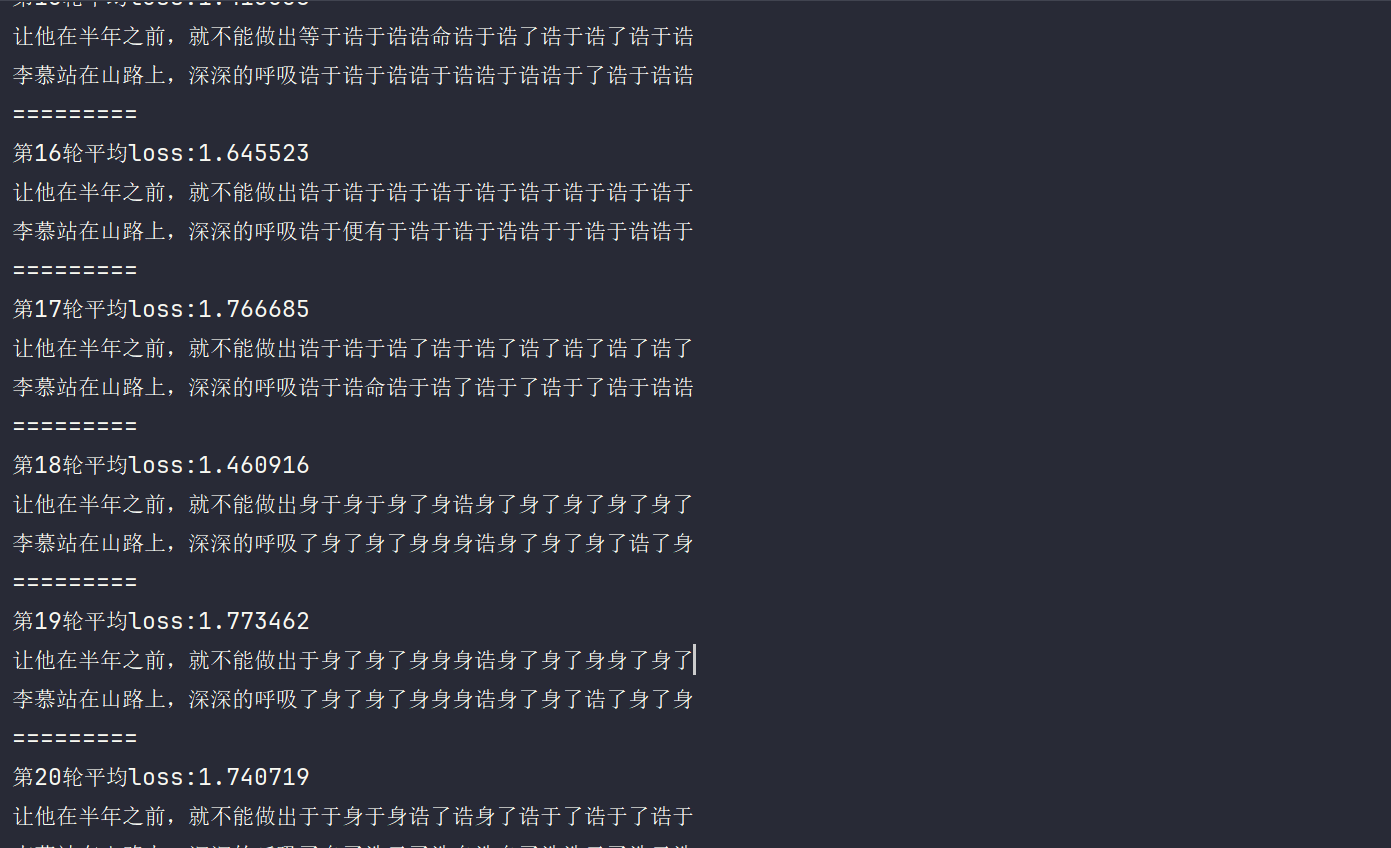 让他在半年之前，就不能做出等于诰于诰诰命诰于诰了诰于诰了诰于诰
李慕站在山路上，深深的呼吸诰于诰于诰诰于诰诰于诰诰于了诰于诰诰
=========
第16轮平均loss:1.645523
让他在半年之前，就不能做出诰于诰于诰于诰于诰于诰于诰于诰于诰于
李慕站在山路上，深深的呼吸诰于便有于诰于诰于诰诰于于诰于诰诰于
=========
第17轮平均loss:1.766685
让他在半年之前，就不能做出诰于诰于诰了诰于诰了诰了诰了诰了诰了
李慕站在山路上，深深的呼吸诰于诰命诰于诰了诰于了诰于了诰于诰诰
=========
第18轮平均loss:1.460916
让他在半年之前，就不能做出身于身于身了身诰身了身了身了身了身了
李慕站在山路上，深深的呼吸了身了身了身身身诰身了身了身了诰了身
=========
第19轮平均loss:1.773462
让他在半年之前，就不能做出于身了身了身身身诰身了身了身身了身了
李慕站在山路上，深深的呼吸了身了身了身身身诰身了身了诰了身了身
=========
第20轮平均loss:1.740719
让他在半年之前，就不能做出于于身于身诰了诰身了诰于了诰于了诰于